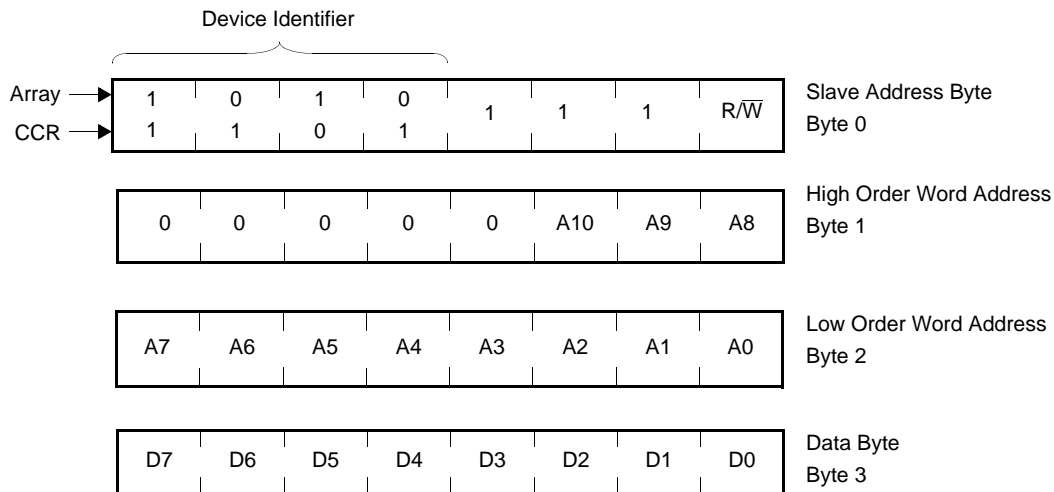 Device Identifier
Array 1 0 1 0 1 1 1 R/W̅ Slave Address Byte
CCR 1 1 0 1 Byte 0
High Order Word Address
0 0 0 0 0 A10 A9 A8 Byte 1
Low Order Word Address
A7 A6 A5 A4 A3 A2 A1 A0 Byte 2
Data Byte
D7 D6 D5 D4 D3 D2 D1 D0 Byte 3